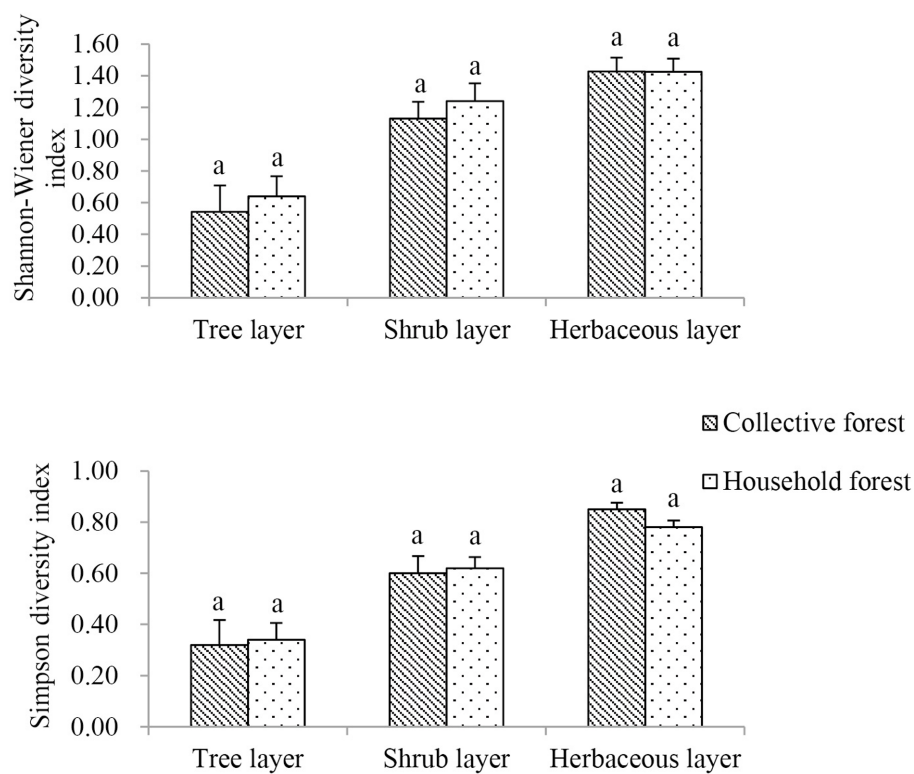 Shannon-Wiener diversity
index
1.60
1.40
1.20
1.00
0.80
0.60
0.40
0.20
0.00
a a a a a a
Tree layer Shrub layer Herbaceous layer
Collective forest
Household forest
Simpson diversity index
1.00
0.80
0.60
0.40
0.20
0.00
a a a a a a
Tree layer Shrub layer Herbaceous layer